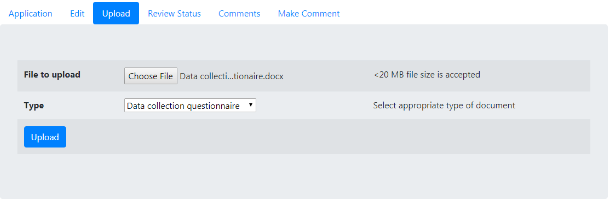 Application Edit Upload Review Status Comments Make Comment
File to upload Choose File Data collecti...tionaire.docx <20 MB file size is accepted
Type Data collection questionnaire Select appropriate type of document
Upload